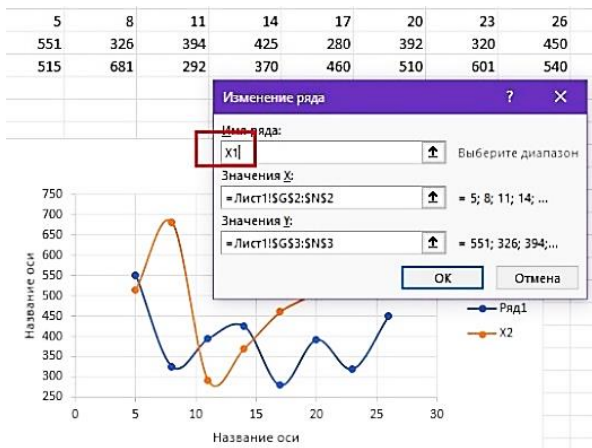 5 8 11 14 17 20 23 26
551 326 394 425 280 392 320 450
515 681 292 370 460 510 601 540
Изменение ряда ? ×
Имя ряда:
X1 Выберите диапазон
Значения X:
=Лист1!$G$2:$N$2 = 5; 8; 11; 14; ...
Значения Y:
=Лист1!$G$3:$N$3 = 551; 326; 394;...
ОК Отмена
750
700
650
600
550
500
450
400
350
300
250
0 5 10 15 20 25 30
Название оси
Название оси
Ряд1
X2